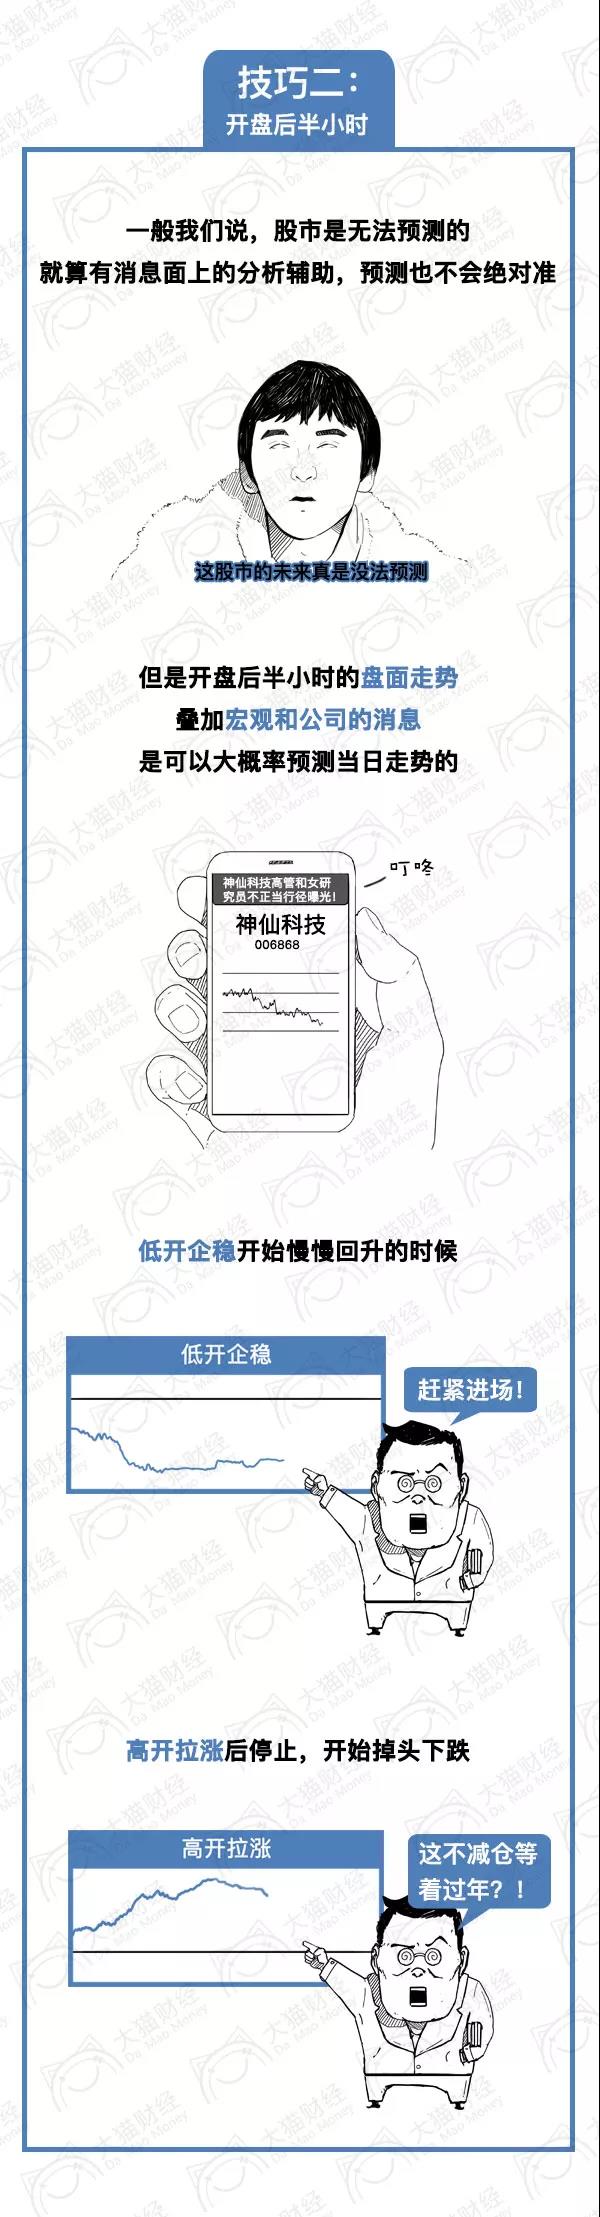 技巧二：
开盘后半小时
一般我们说，股市是无法预测的
就算有消息面上的分析辅助，预测也不会绝对准
这股市的未来真是没法预测
但是开盘后半小时的盘面走势
叠加宏观和公司的消息
是可以大概率预测当日走势的
叮咚
神仙科技高管和女研
究员不正当行径曝光！
神仙科技
006868
低开企稳开始慢慢回升的时候
低开企稳
赶紧进场！
高开拉涨后停止，开始掉头下跌
高开拉涨
这不减仓等
着过年？！
大猫财经
Da Mao Money